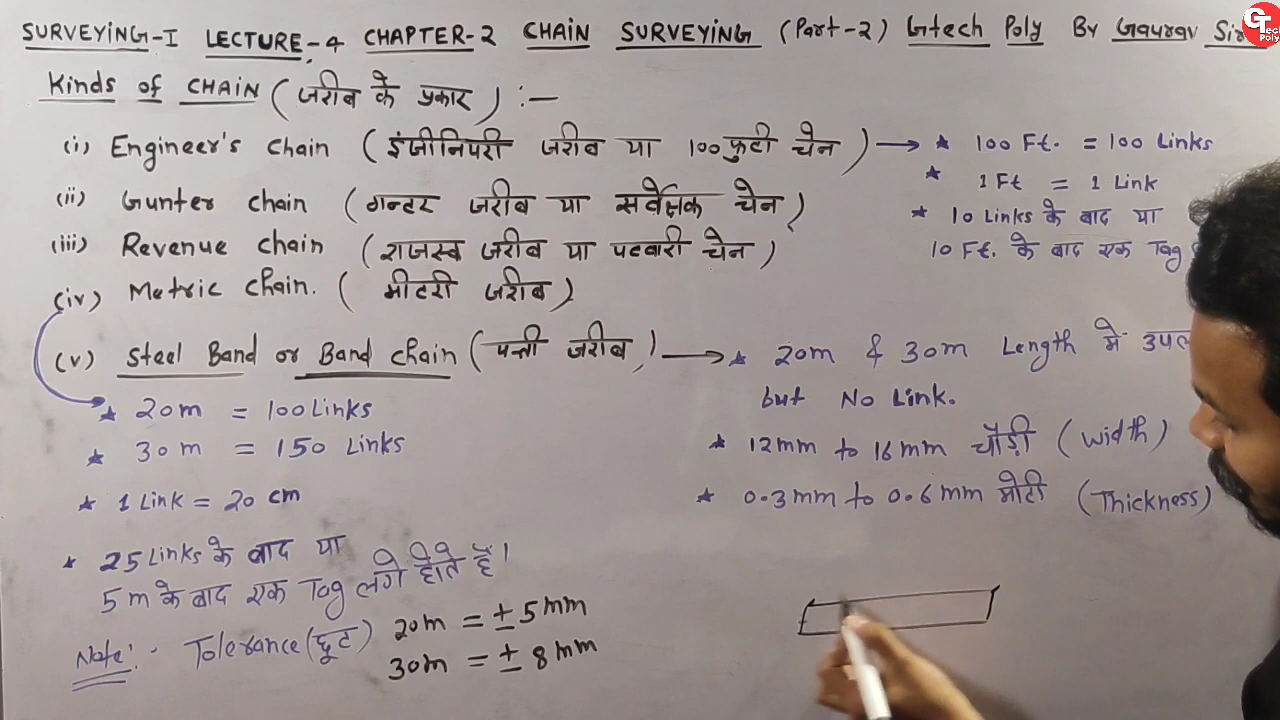 SURVEYING-I LECTURE-4 CHAPTER-2 CHAIN SURVEYING (Part-2) Gtech Poly By Gaurav Sir
GTech Poly
Kinds of CHAIN (जरीब के प्रकार) :-
(i) Engineer's Chain (इंजीनियरी जरीब या 100 फुटी चेन) → * 100 Ft. = 100 Links
* 1 Ft = 1 Link
(ii) Gunter Chain (गन्टर जरीब या सर्वेक्षक चेन)
* 10 Links के बाद या
10 Ft. के बाद एक Tag
(iii) Revenue chain (राजस्व जरीब या पटवारी चेन)
(iv) Metric Chain. (मीटरी जरीब)
(v) Steel Band or Band Chain (पत्ती जरीब) → * 20m & 30m Length में
but No Link.
* 12mm to 16mm चौड़ी (Width)
* 0.3mm to 0.6mm मोटी (Thickness)
* 20m = 100 Links
* 30m = 150 Links
* 1 Link = 20 cm
* 25 Links के बाद या
5m के बाद एक Tag लगे होते हैं।
Note:- Tolerance (छूट) 20m = ± 5mm
30m = ± 8mm